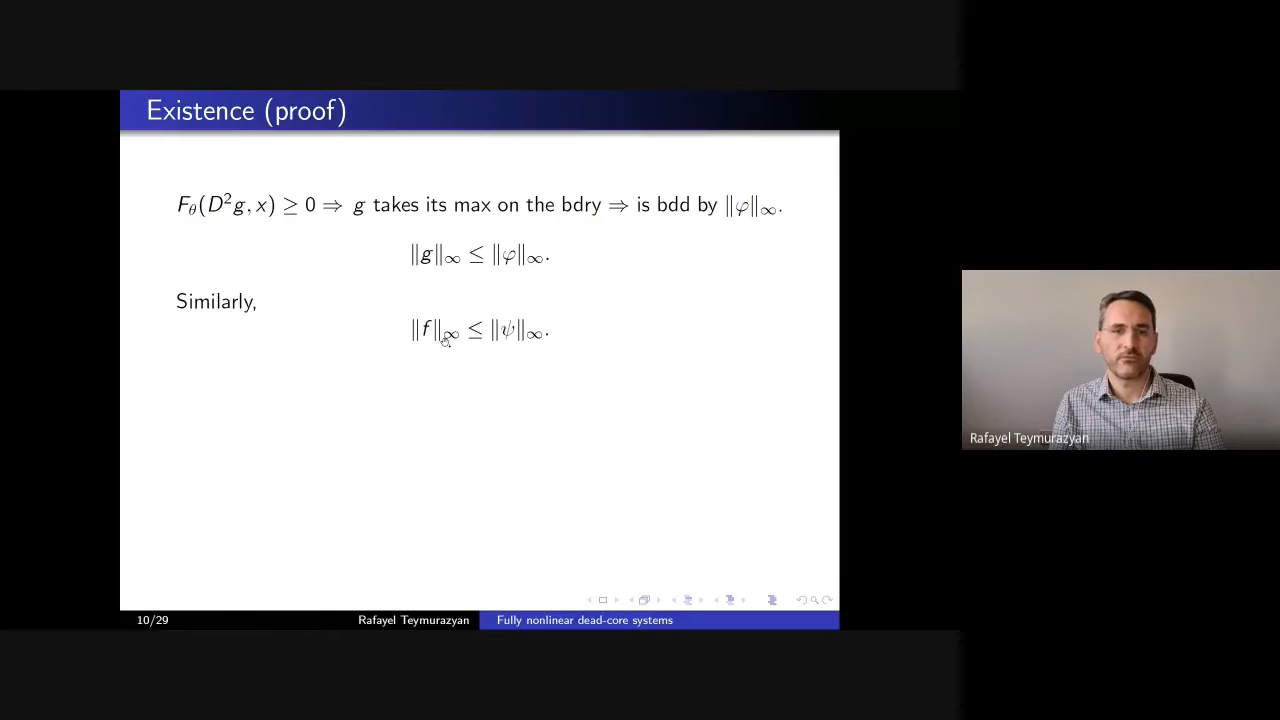 Existence (proof)
F_θ(D²g, x) ≥ 0 ⇒ g takes its max on the bdry ⇒ is bdd by ‖φ‖∞.
‖g‖∞ ≤ ‖φ‖∞.
Similarly,
‖f‖∞ ≤ ‖ψ‖∞.
Rafayel Teymurazyan
10/29 Rafayel Teymurazyan Fully nonlinear dead-core systems